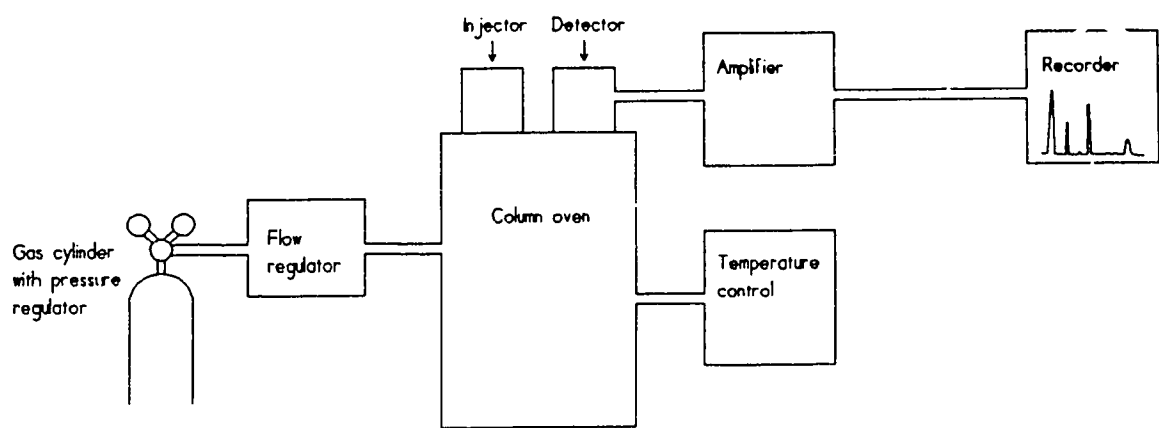 Injector
Detector
Amplifier
Recorder
Column oven
Flow
regulator
Gas cylinder
with pressure
regulator
Temperature
control